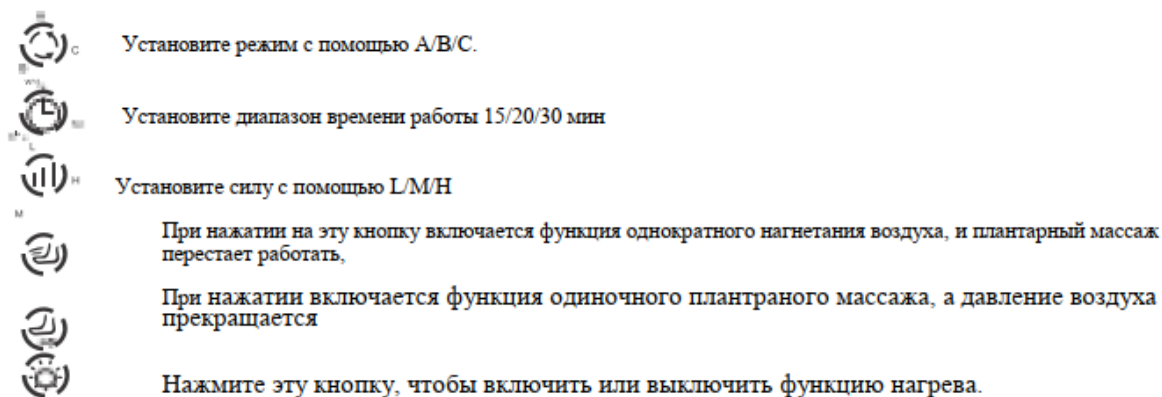 C Установите режим с помощью A/B/C.
Установите диапазон времени работы 15/20/30 мин
L
H Установите силу с помощью L/M/H
M
При нажатии на эту кнопку включается функция однократного нагнетания воздуха, и плантарный массаж
перестает работать,
При нажатии включается функция одиночного плантраного массажа, а давление воздуха
прекращается
Нажмите эту кнопку, чтобы включить или выключить функцию нагрева.